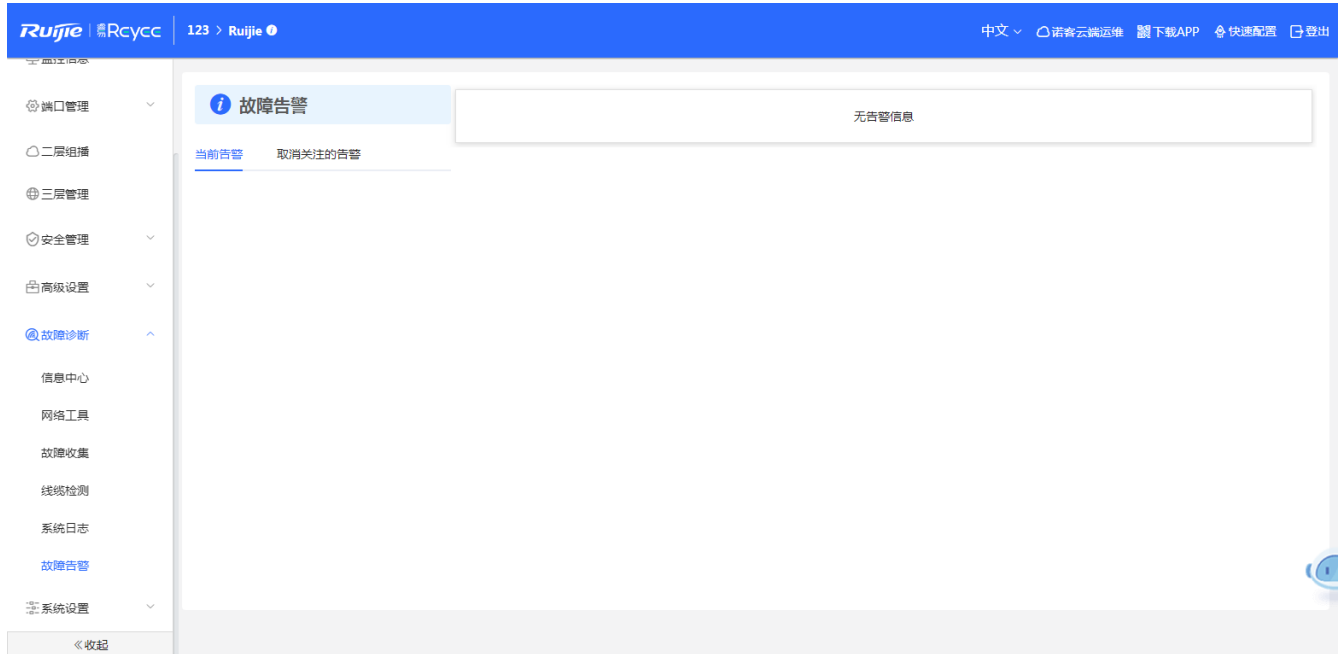 Ruijie | 睿易 Reycc 123 > Ruijie
中文 诺客云端运维 下载APP 快速配置 登出
监控信息
端口管理
二层组播
三层管理
安全管理
高级设置
故障诊断
信息中心
网络工具
故障收集
线缆检测
系统日志
故障告警
系统设置
《收起
故障告警
当前告警 取消关注的告警
无告警信息